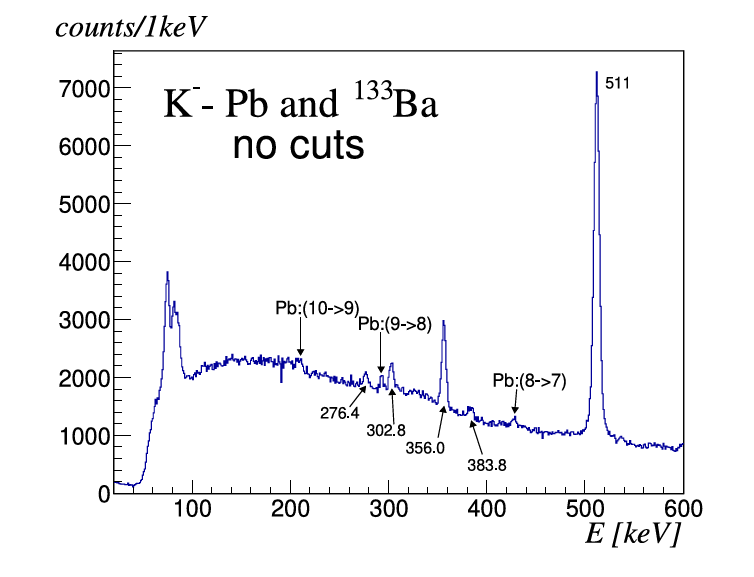 counts/1keV
7000
6000
5000
4000
3000
2000
1000
0
K⁻- Pb and ¹³³Ba
no cuts
511
Pb:(10->9)
Pb:(9->8)
Pb:(8->7)
276.4
302.8
356.0
383.8
100 200 300 400 500 600
E [keV]